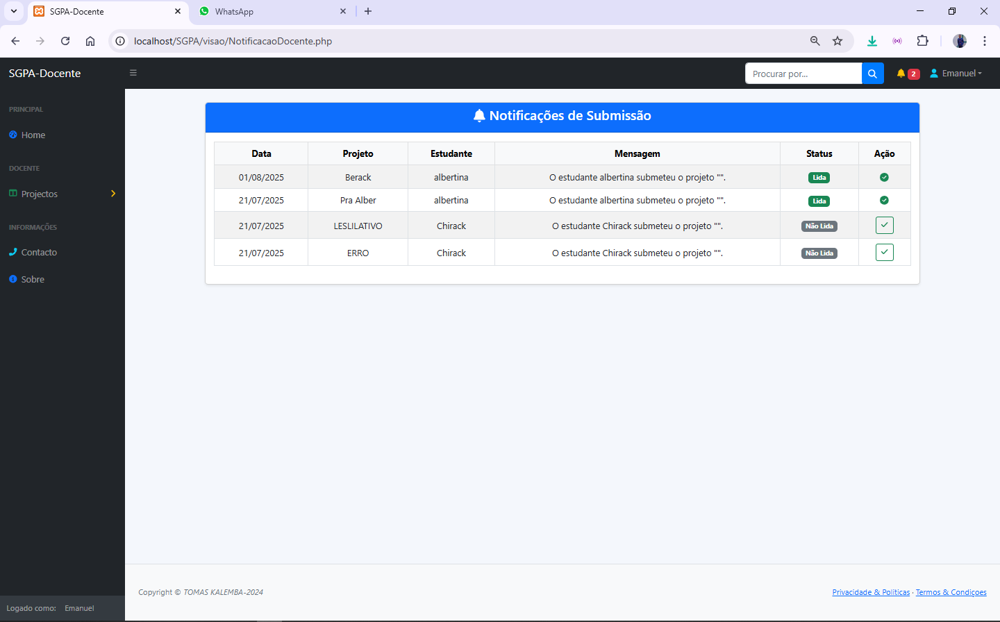 SGPA-Docente
WhatsApp
localhost/SGPA/visao/NotificacaoDocente.php
SGPA-Docente
Procurar por...
2
Emanuel
PRINCIPAL
Home
DOCENTE
Projectos
INFORMAÇÕES
Contacto
Sobre
Notificações de Submissão
Data Projeto Estudante Mensagem Status Ação
01/08/2025 Berack albertina O estudante albertina submeteu o projeto "". Lida
21/07/2025 Pra Alber albertina O estudante albertina submeteu o projeto "". Lida
21/07/2025 LESLILATIVO Chirack O estudante Chirack submeteu o projeto "". Não Lida
21/07/2025 ERRO Chirack O estudante Chirack submeteu o projeto "". Não Lida
Copyright © TOMAS KALEMBA-2024
Privacidade & Políticas · Termos & Condiçoes
Logado como: Emanuel